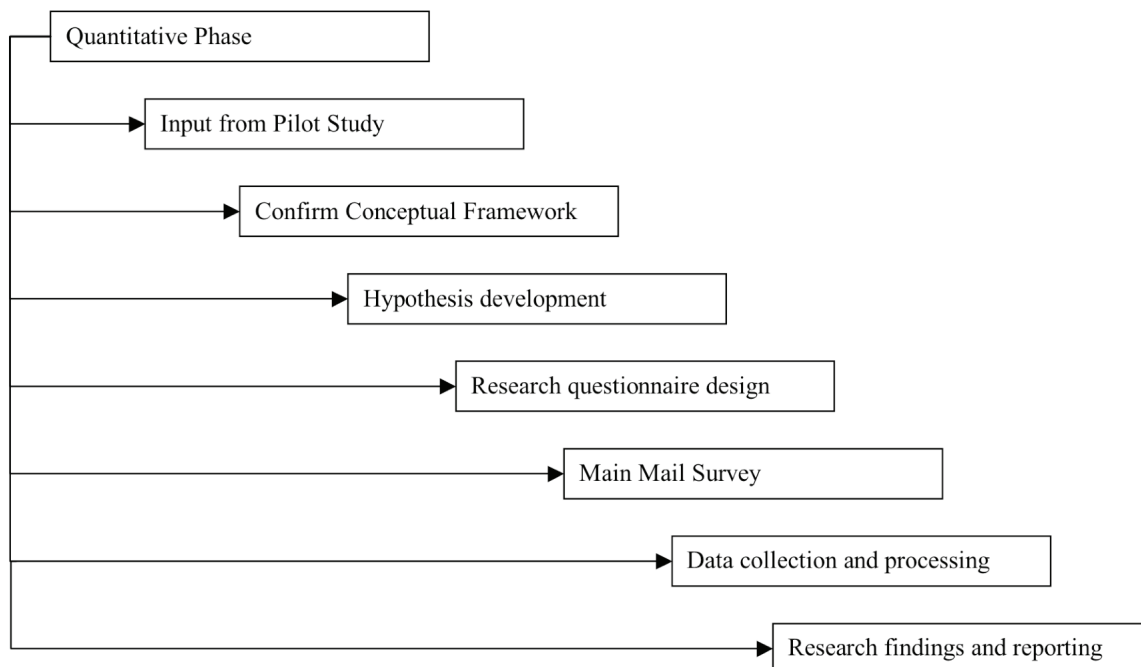 Quantitative Phase
Input from Pilot Study
Confirm Conceptual Framework
Hypothesis development
Research questionnaire design
Main Mail Survey
Data collection and processing
Research findings and reporting